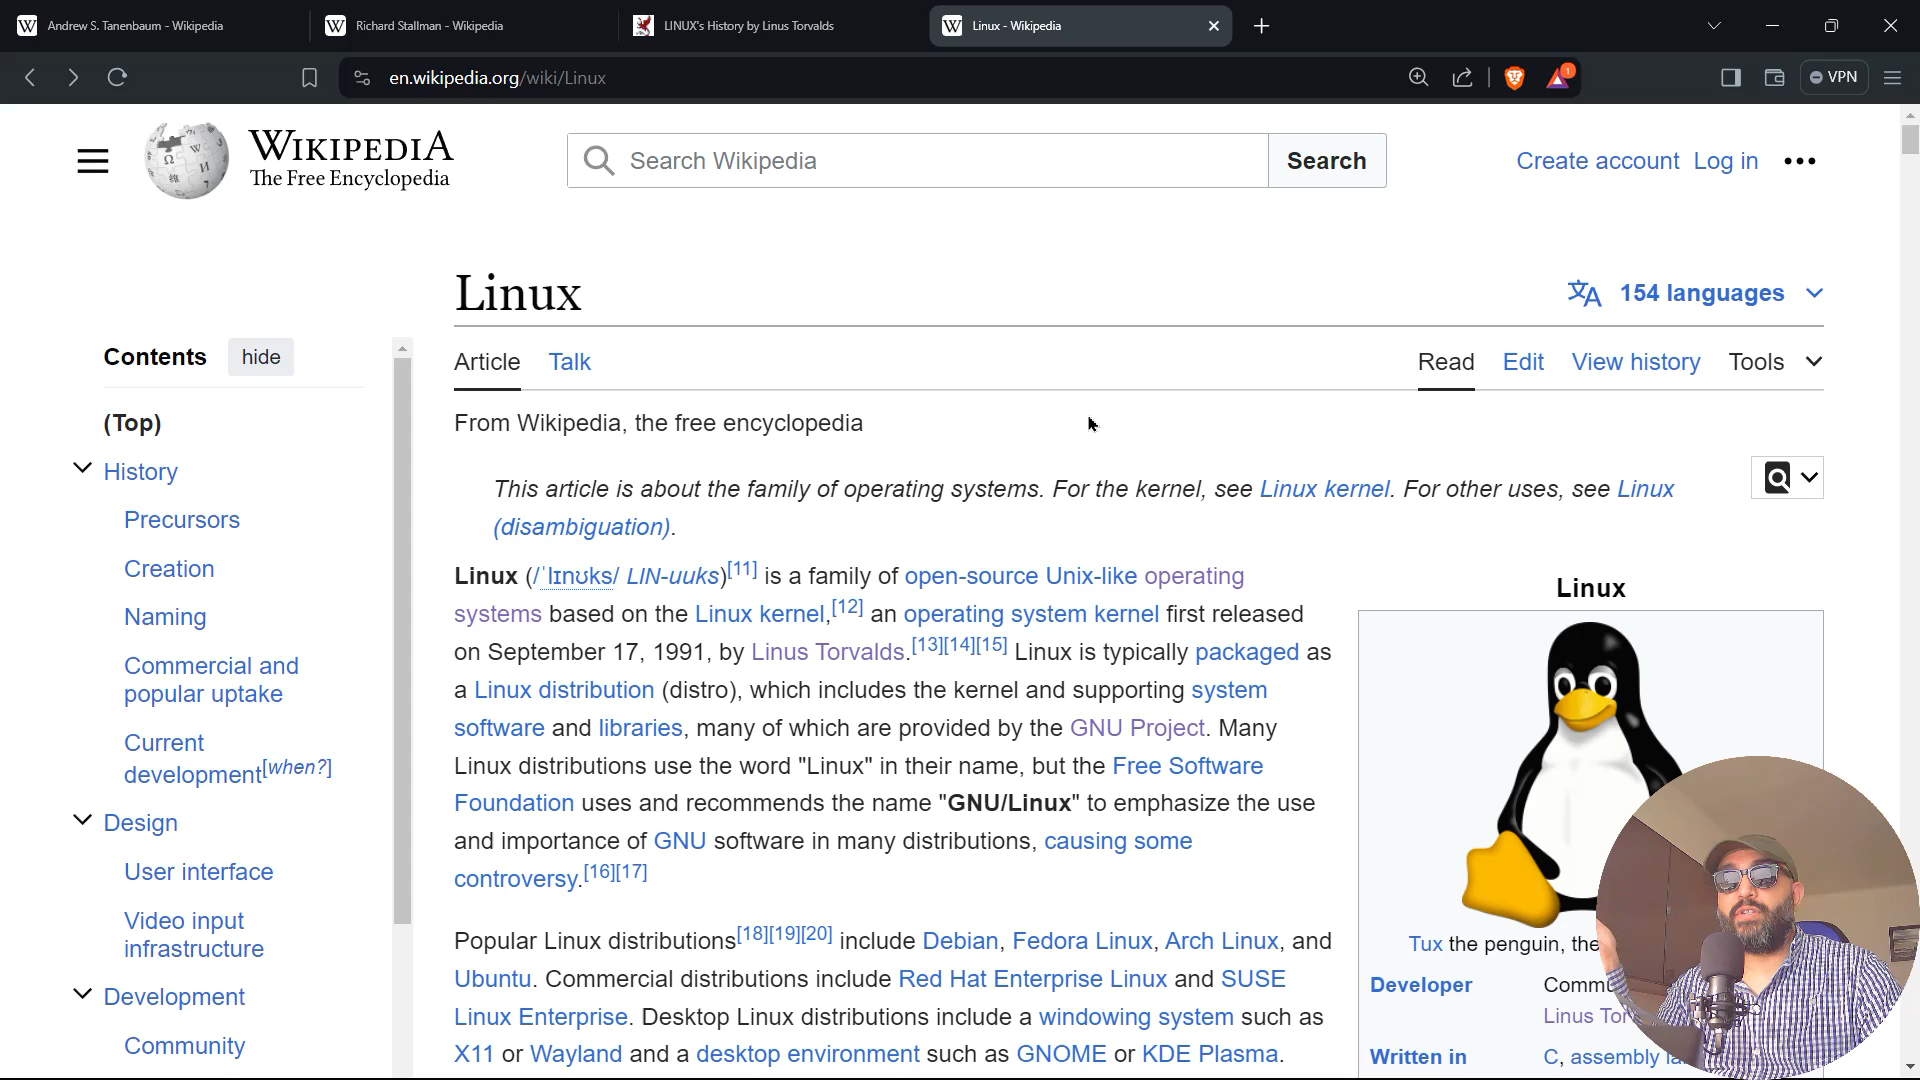 Andrew S. Tanenbaum - Wikipedia
Richard Stallman - Wikipedia
LINUX's History by Linus Torvalds
Linux - Wikipedia
en.wikipedia.org/wiki/Linux
1
VPN
WIKIPEDIA
The Free Encyclopedia
Search Wikipedia
Search
Create account
Log in
Linux
154 languages
Contents
hide
Article
Talk
Read
Edit
View history
Tools
(Top)
History
Precursors
Creation
Naming
Commercial and
popular uptake
Current
development[when?]
Design
User interface
Video input
infrastructure
Development
Community
From Wikipedia, the free encyclopedia
This article is about the family of operating systems. For the kernel, see Linux kernel. For other uses, see Linux
(disambiguation).
Linux (/ˈlɪnʊks/ LIN-uuks)[11] is a family of open-source Unix-like operating
systems based on the Linux kernel,[12] an operating system kernel first released
on September 17, 1991, by Linus Torvalds.[13][14][15] Linux is typically packaged as
a Linux distribution (distro), which includes the kernel and supporting system
software and libraries, many of which are provided by the GNU Project. Many
Linux distributions use the word "Linux" in their name, but the Free Software
Foundation uses and recommends the name "GNU/Linux" to emphasize the use
and importance of GNU software in many distributions, causing some
controversy.[16][17]
Popular Linux distributions[18][19][20] include Debian, Fedora Linux, Arch Linux, and
Ubuntu. Commercial distributions include Red Hat Enterprise Linux and SUSE
Linux Enterprise. Desktop Linux distributions include a windowing system such as
X11 or Wayland and a desktop environment such as GNOME or KDE Plasma.
Linux
Tux the penguin, the
Developer
Linus
Written in
C, assembly